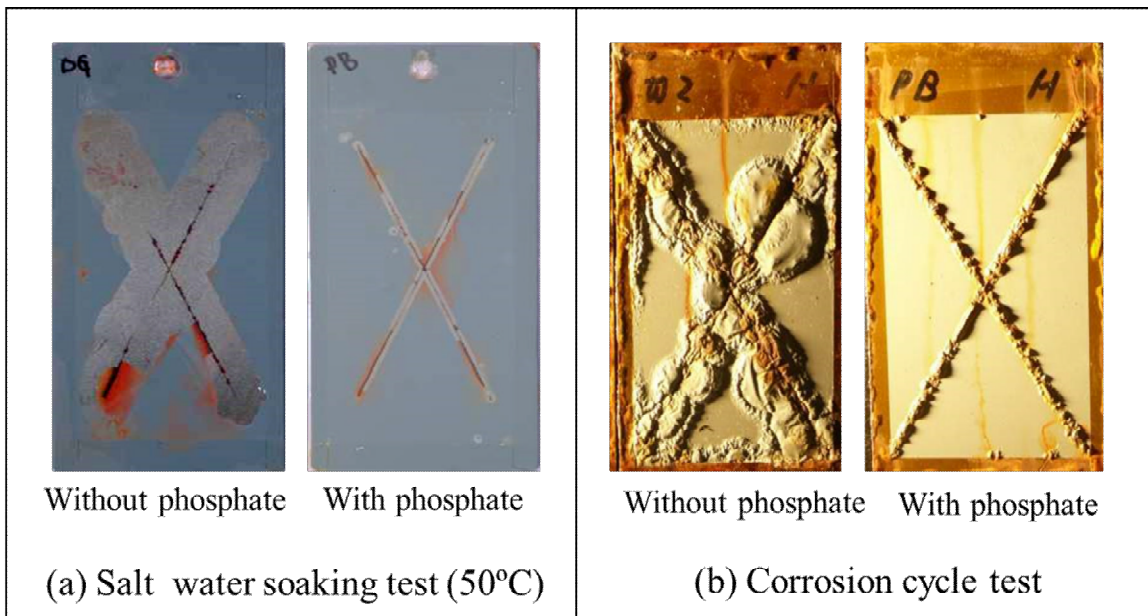 DG
PB
W2 H
PB H
Without phosphate
With phosphate
Without phosphate
With phosphate
(a) Salt water soaking test (50ºC)
(b) Corrosion cycle test